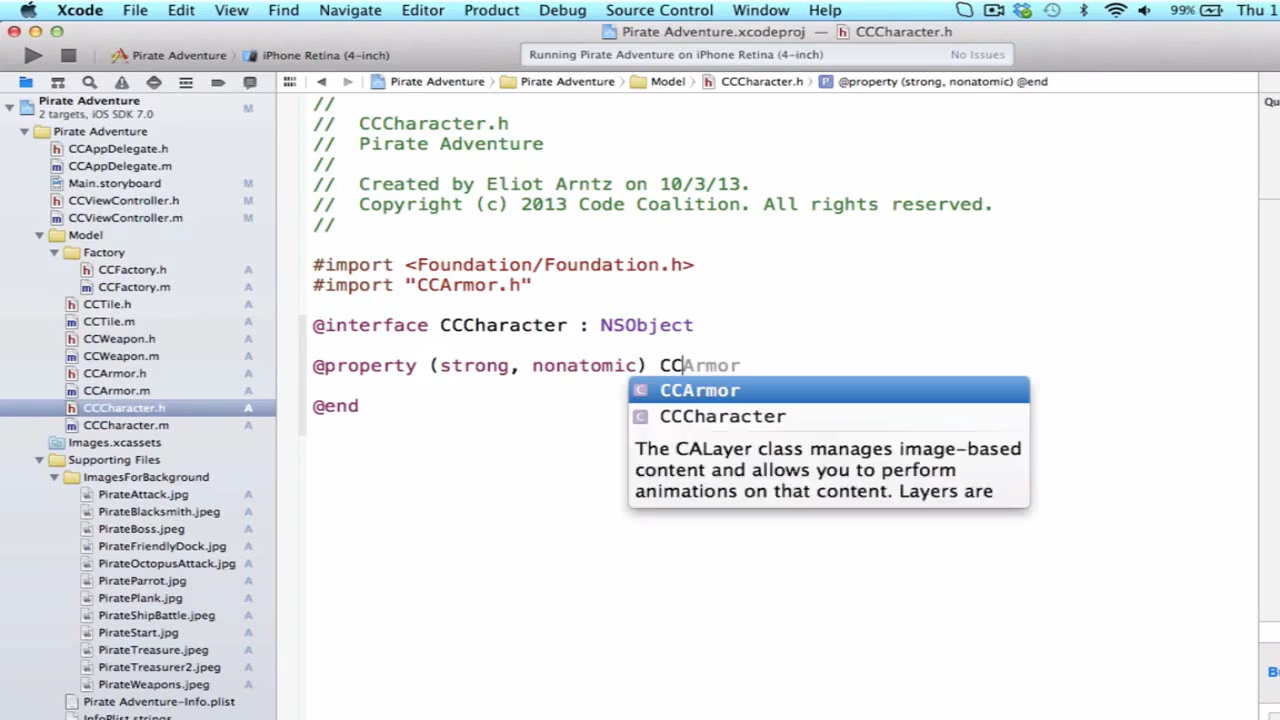 Xcode File Edit View Find Navigate Editor Product Debug Source Control Window Help 99% Thu 1
Pirate Adventure.xcodeproj — CCCharacter.h
Pirate Adventure iPhone Retina (4-inch) Running Pirate Adventure on iPhone Retina (4-inch) No Issues
Pirate Adventure Pirate Adventure Model CCCharacter.h @property (strong, nonatomic) @end
Pirate Adventure M
2 targets, iOS SDK 7.0
Pirate Adventure
CCAppDelegate.h
CCAppDelegate.m
Main.storyboard M
CCViewController.h M
CCViewController.m M
Model
Factory
CCFactory.h A
CCFactory.m A
CCTile.h A
CCTile.m A
CCWeapon.h A
CCWeapon.m A
CCArmor.h A
CCArmor.m A
CCCharacter.h A
CCCharacter.m A
Images.xcassets
Supporting Files
ImagesForBackground
PirateAttack.jpg A
PirateBlacksmith.jpeg A
PirateBoss.jpeg A
PirateFriendlyDock.jpg A
PirateOctopusAttack.jpg A
PirateParrot.jpg A
PiratePlank.jpg A
PirateShipBattle.jpeg A
PirateStart.jpg A
PirateTreasure.jpeg A
PirateTreasurer2.jpeg A
PirateWeapons.jpeg A
Pirate Adventure-Info.plist
InfoPlist.strings
//
// CCCharacter.h
// Pirate Adventure
//
// Created by Eliot Arntz on 10/3/13.
// Copyright (c) 2013 Code Coalition. All rights reserved.
//
#import <Foundation/Foundation.h>
#import "CCArmor.h"
@interface CCCharacter : NSObject
@property (strong, nonatomic) CCArmor
@end
C CCArmor
C CCCharacter
The CALayer class manages image-based
content and allows you to perform
animations on that content. Layers are